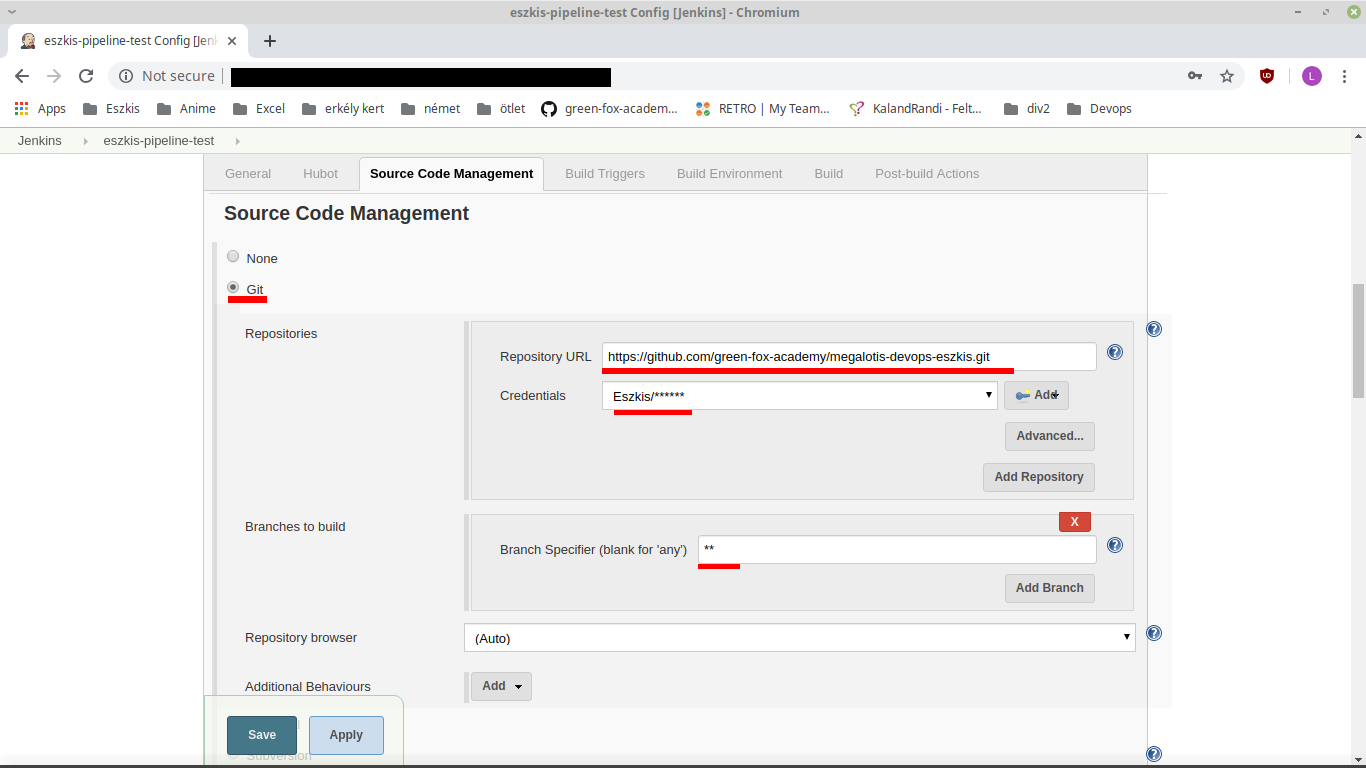 eszkis-pipeline-test Config [Jenkins] - Chromium
eszkis-pipeline-test Config [Jen
Not secure
L
Apps Eszkis Anime Excel erkély kert német ötlet green-fox-academ... RETRO | My Team... KalandRandi - Felt... div2 Devops
Jenkins eszkis-pipeline-test
General Hubot Source Code Management Build Triggers Build Environment Build Post-build Actions
Source Code Management
None
Git
Repositories
Repository URL https://github.com/green-fox-academy/megalotis-devops-eszkis.git
Credentials Eszkis/****** Add
Advanced...
Add Repository
Branches to build
X
Branch Specifier (blank for 'any') **
Add Branch
Repository browser (Auto)
Additional Behaviours Add
Save Apply
Subversion